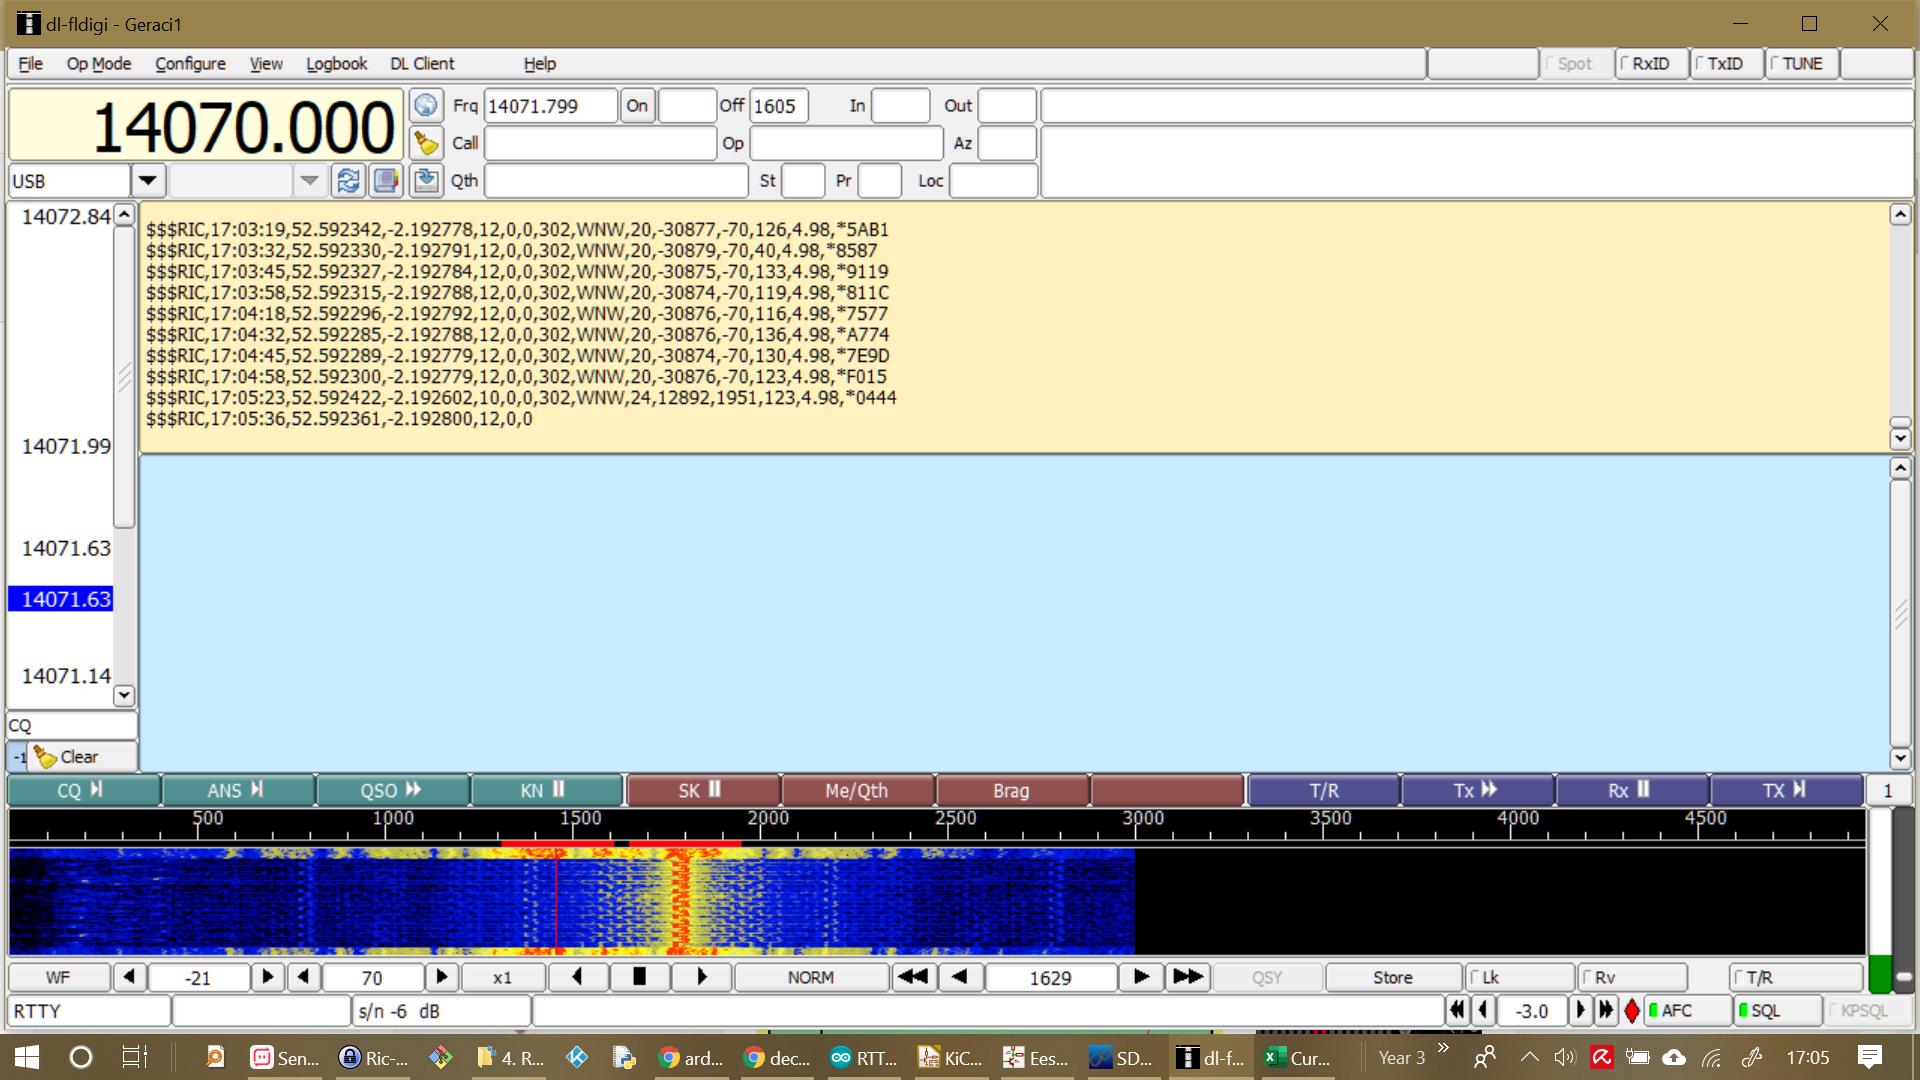 dl-fldigi - Geraci1
File Op Mode Configure View Logbook DL Client Help
Spot RxID TxID TUNE
14070.000
Frq 14071.799 On Off 1605 In Out
Call Op Az
USB
Qth St Pr Loc
14072.84
14071.99
14071.63
14071.63
14071.14
CQ
-1 Clear
$$$RIC,17:03:19,52.592342,-2.192778,12,0,0,302,WNW,20,-30877,-70,126,4.98,*5AB1
$$$RIC,17:03:32,52.592330,-2.192791,12,0,0,302,WNW,20,-30879,-70,40,4.98,*8587
$$$RIC,17:03:45,52.592327,-2.192784,12,0,0,302,WNW,20,-30875,-70,133,4.98,*9119
$$$RIC,17:03:58,52.592315,-2.192788,12,0,0,302,WNW,20,-30874,-70,119,4.98,*811C
$$$RIC,17:04:18,52.592296,-2.192792,12,0,0,302,WNW,20,-30876,-70,116,4.98,*7577
$$$RIC,17:04:32,52.592285,-2.192788,12,0,0,302,WNW,20,-30876,-70,136,4.98,*A774
$$$RIC,17:04:45,52.592289,-2.192779,12,0,0,302,WNW,20,-30874,-70,130,4.98,*7E9D
$$$RIC,17:04:58,52.592300,-2.192779,12,0,0,302,WNW,20,-30876,-70,123,4.98,*F015
$$$RIC,17:05:23,52.592422,-2.192602,10,0,0,302,WNW,24,12892,1951,123,4.98,*0444
$$$RIC,17:05:36,52.592361,-2.192800,12,0,0
CQ ANS QSO KN SK Me/Qth Brag T/R Tx Rx TX 1
500 1000 1500 2000 2500 3000 3500 4000 4500
WF -21 70 x1 NORM 1629 QSY Store Lk Rv T/R
RTTY s/n -6 dB -3.0 AFC SQL KPSQL
Sen... Ric-... 4. R... ard... dec... RTT... KiC... Ees... SD... dl-f... Cur... Year 3 17:05